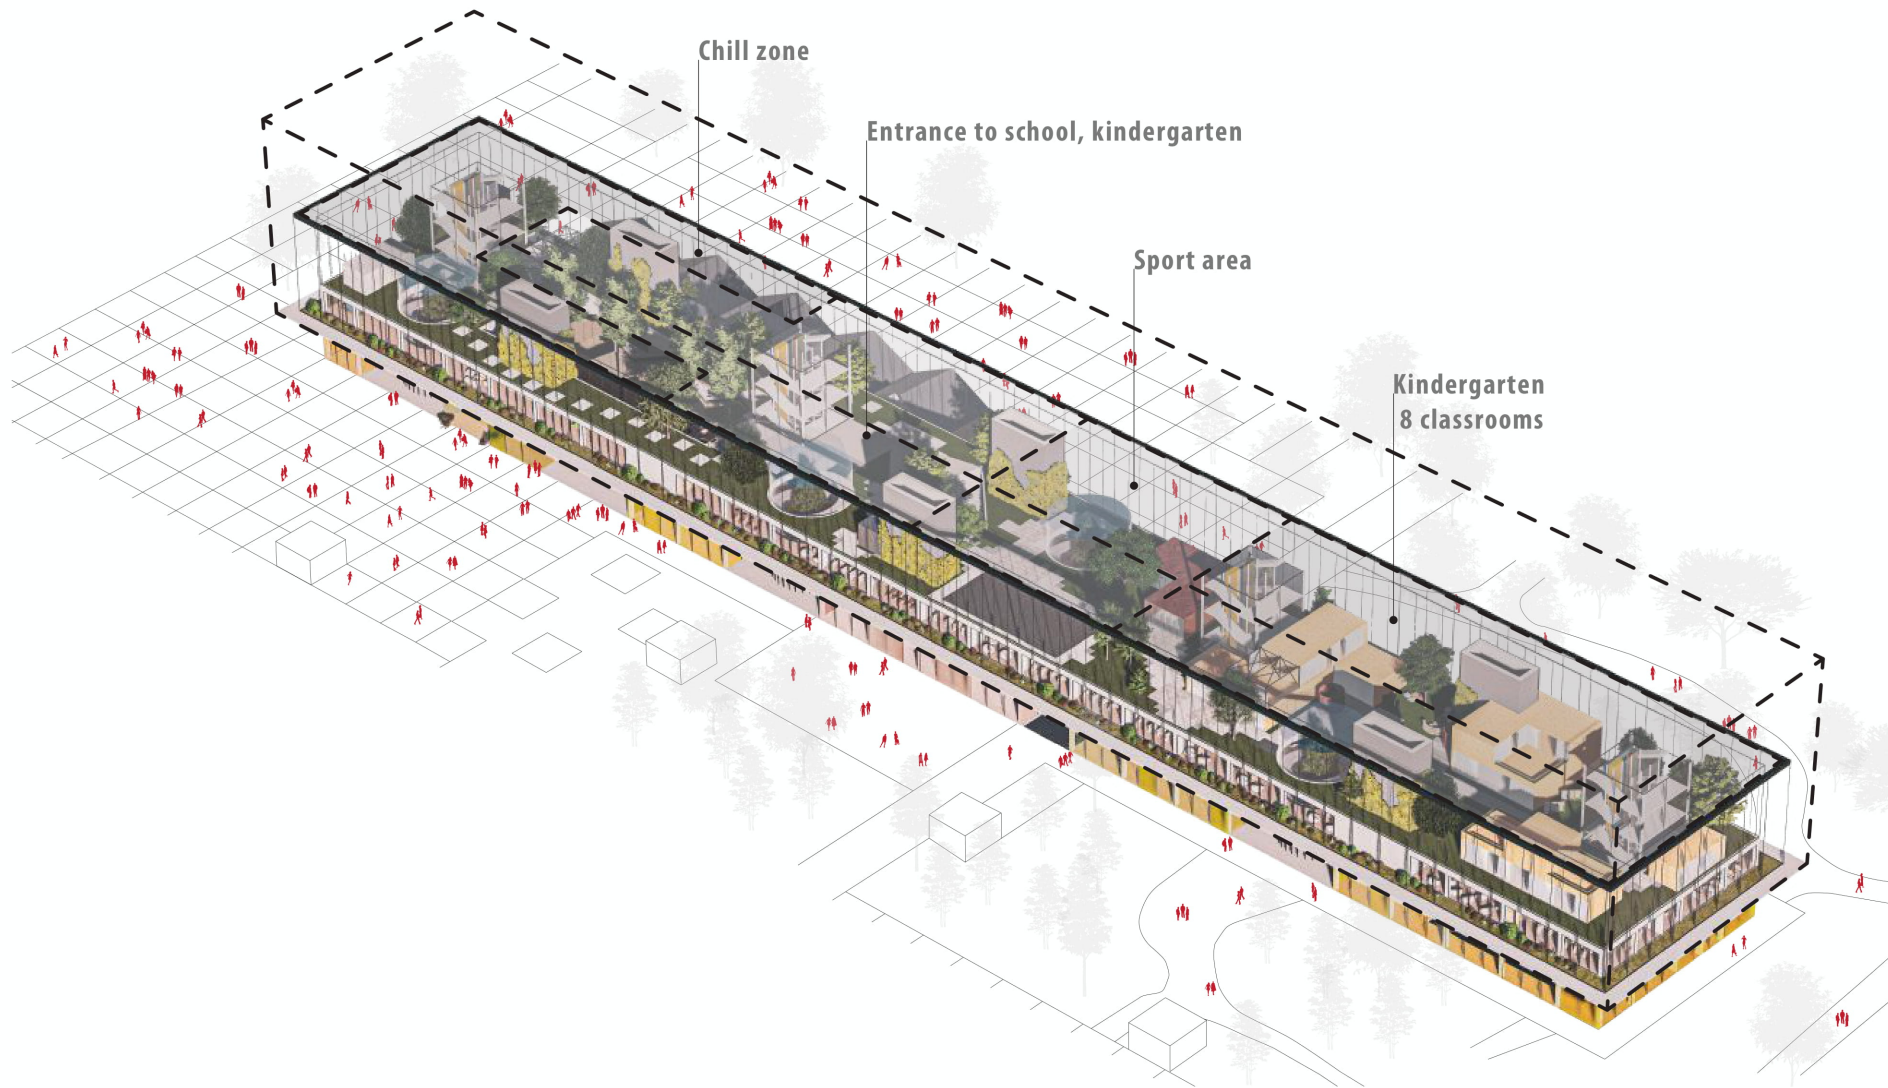 Chill zone
Entrance to school, kindergarten
Sport area
Kindergarten
8 classrooms